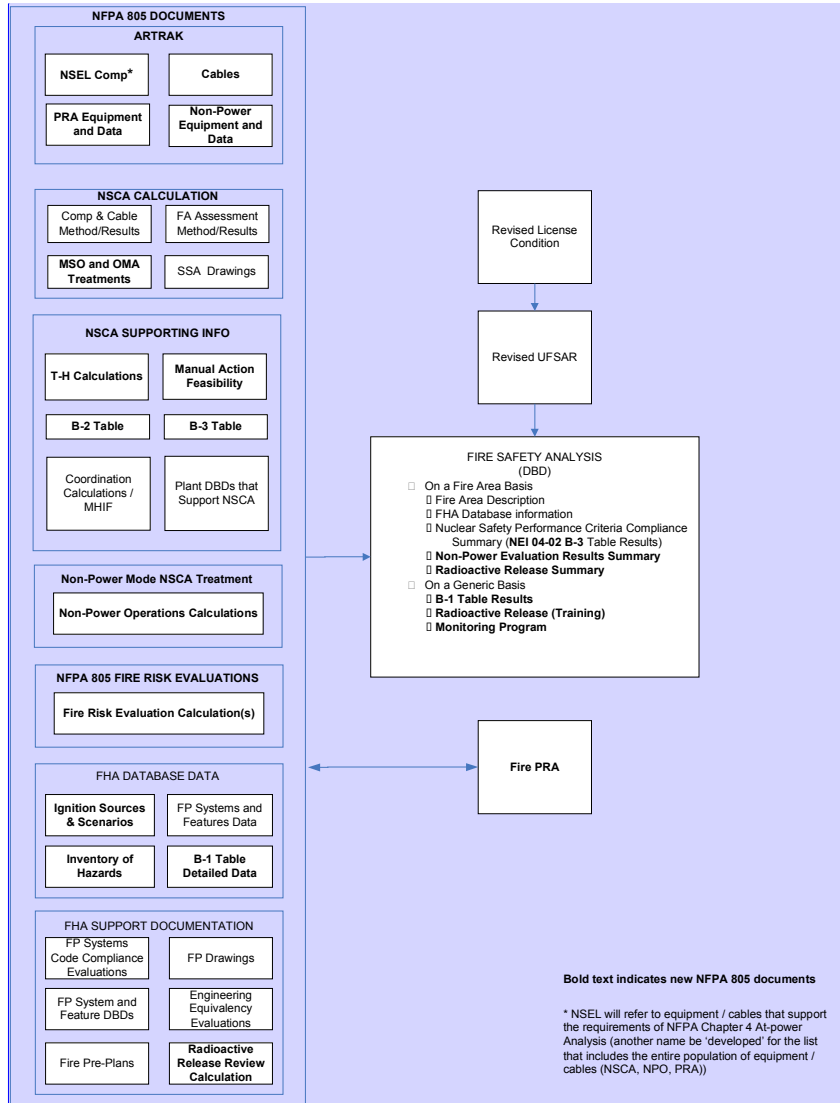 NFPA 805 DOCUMENTS
ARTRAK
NSEL Comp*
Cables
PRA Equipment
and Data
Non-Power
Equipment and
Data
NSCA CALCULATION
Comp & Cable
Method/Results
FA Assessment
Method/Results
MSO and OMA
Treatments
SSA Drawings
NSCA SUPPORTING INFO
T-H Calculations
Manual Action
Feasibility
B-2 Table
B-3 Table
Coordination
Calculations /
MHIF
Plant DBDs that
Support NSCA
Non-Power Mode NSCA Treatment
Non-Power Operations Calculations
NFPA 805 FIRE RISK EVALUATIONS
Fire Risk Evaluation Calculation(s)
FHA DATABASE DATA
Ignition Sources
& Scenarios
FP Systems and
Features Data
Inventory of
Hazards
B-1 Table
Detailed Data
FHA SUPPORT DOCUMENTATION
FP Systems
Code Compliance
Evaluations
FP Drawings
FP System and
Feature DBDs
Engineering
Equivalency
Evaluations
Fire Pre-Plans
Radioactive
Release Review
Calculation
Revised License
Condition
Revised UFSAR
FIRE SAFETY ANALYSIS
(DBD)
On a Fire Area Basis
Fire Area Description
FHA Database information
Nuclear Safety Performance Criteria Compliance
Summary (NEI 04-02 B-3 Table Results)
Non-Power Evaluation Results Summary
Radioactive Release Summary
On a Generic Basis
B-1 Table Results
Radioactive Release (Training)
Monitoring Program
Fire PRA
Bold text indicates new NFPA 805 documents
* NSEL will refer to equipment / cables that support
the requirements of NFPA Chapter 4 At-power
Analysis (another name be ‘developed’ for the list
that includes the entire population of equipment /
cables (NSCA, NPO, PRA))